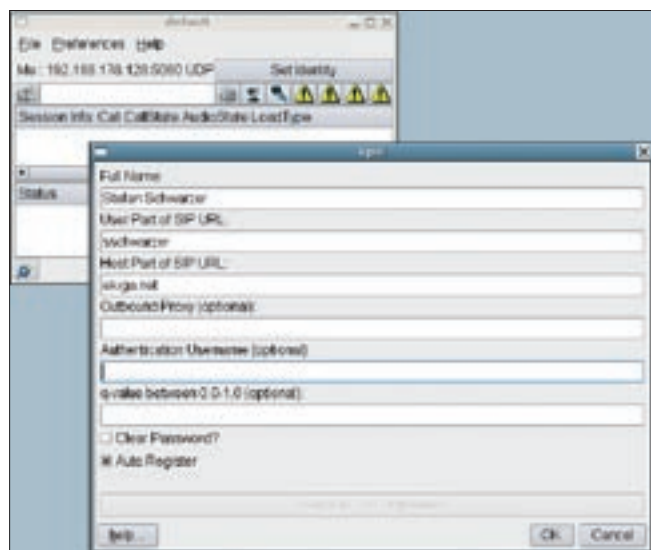 default
File Preferences Help
Me : 192.168.178.128:5060 UDP Set Identity
Session Info: Call CallState AudioState LoadType
Status
Full Name
Stefan Schwarzer
User Part of SIP URL:
sschwarzer
Host Part of SIP URL:
Outbound Proxy (optional):
Authentication Username (optional)
q-value between 0.0-1.0 (optional):
Clear Password?
Auto Register
Help...
OK Cancel